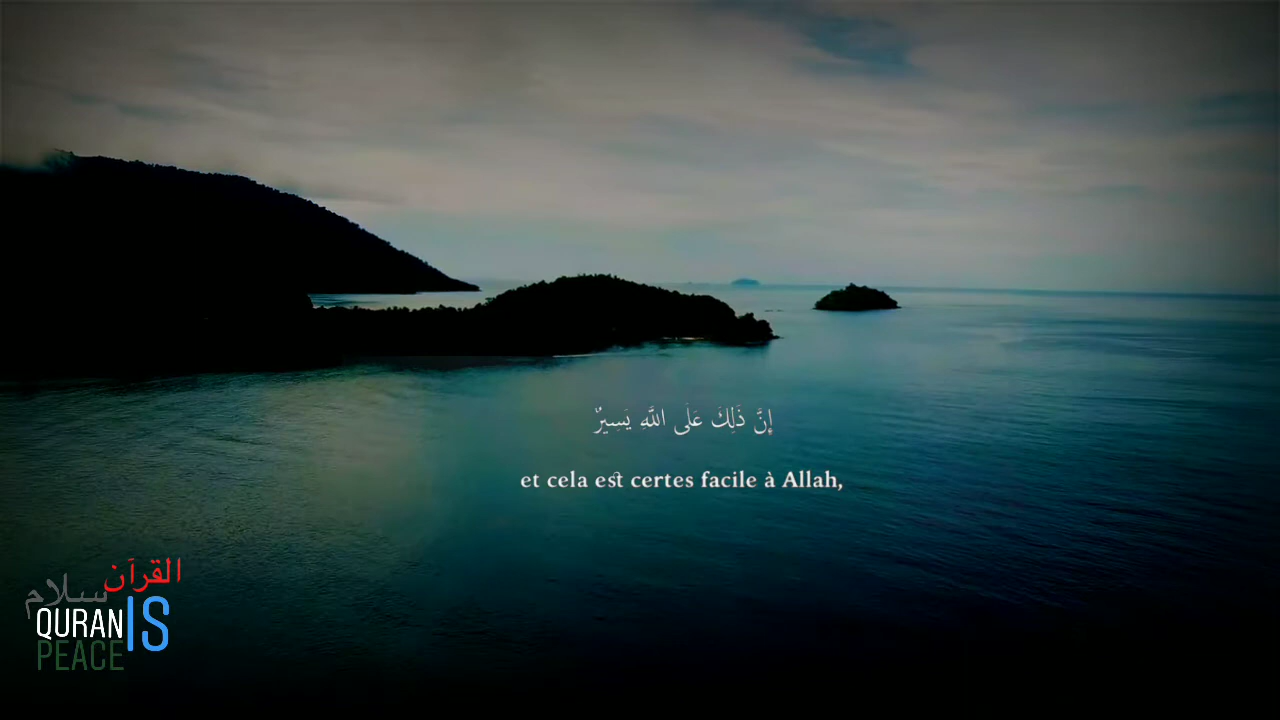 إِنَّ ذَٰلِكَ عَلَى اللَّهِ يَسِيرٌ
et cela est certes facile à Allah,
القرآن
سلام
QURAN IS
PEACE